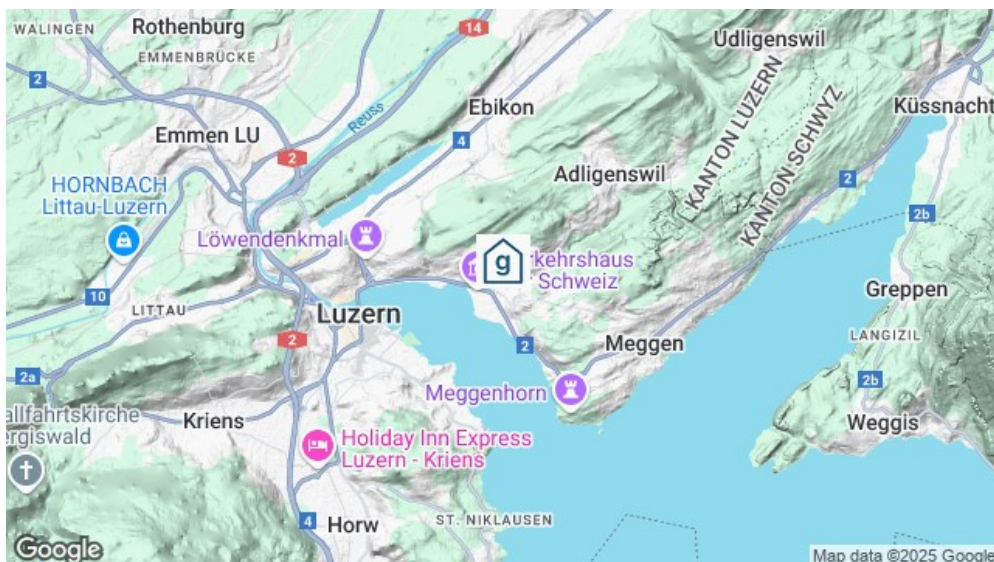 WALINGEN
Rothenburg
14
Udligenswil
EMMENBRÜCKE
2
Reuss
Ebikon
KANTON LUZERN
KANTON SCHWYZ
Küssnacht
Emmen LU
4
2
Adligenswil
2
HORNBACH
Littau-Luzern
2b
Löwendenkmal
g
rkehrshaus
Schweiz
10
LITTAU
Luzern
Greppen
2
2
Meggen
LANGIZIL
2a
Meggenhorn
2b
allfahrtskirche
ergiswald
Kriens
Weggis
Holiday Inn Express
Luzern - Kriens
4
Horw
ST. NIKLAUSEN
Google
Map data ©2025 Google